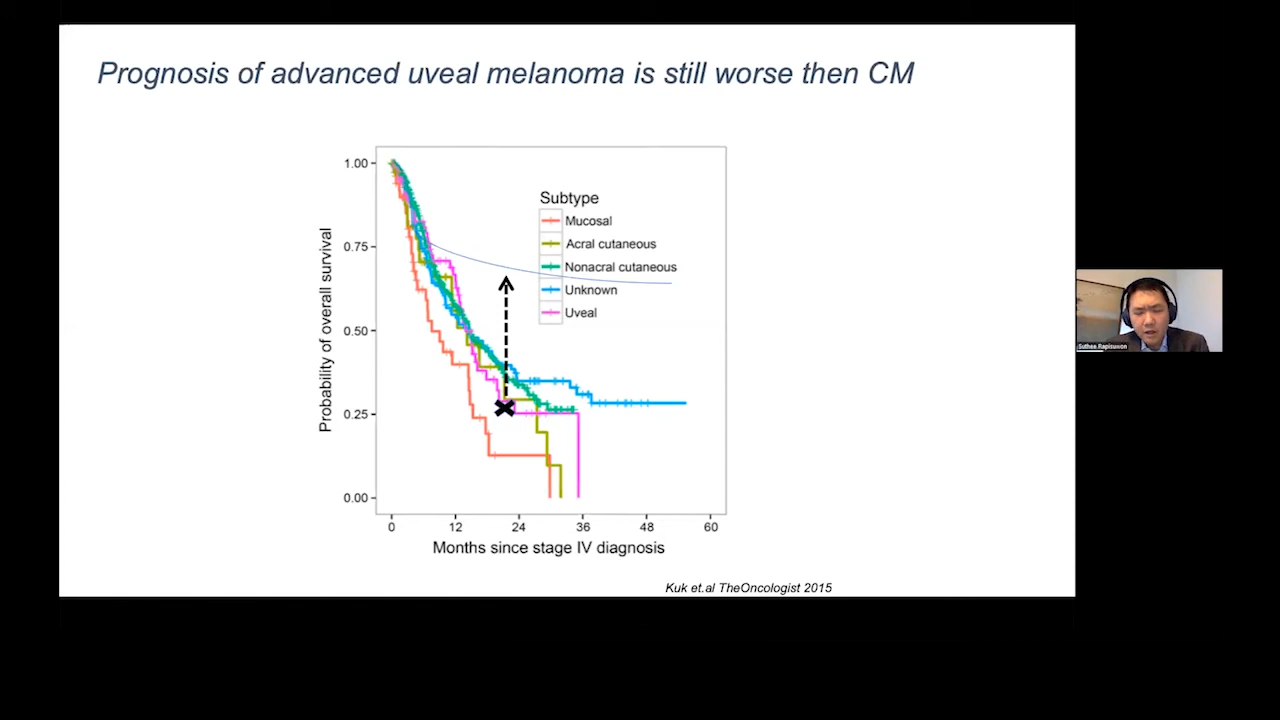 Prognosis of advanced uveal melanoma is still worse then CM
Probability of overall survival
1.00
0.75
0.50
0.25
0.00
Subtype
Mucosal
Acral cutaneous
Nonacral cutaneous
Unknown
Uveal
0 12 24 36 48 60
Months since stage IV diagnosis
Kuk et.al TheOncologist 2015
Suthee Rapisuwon